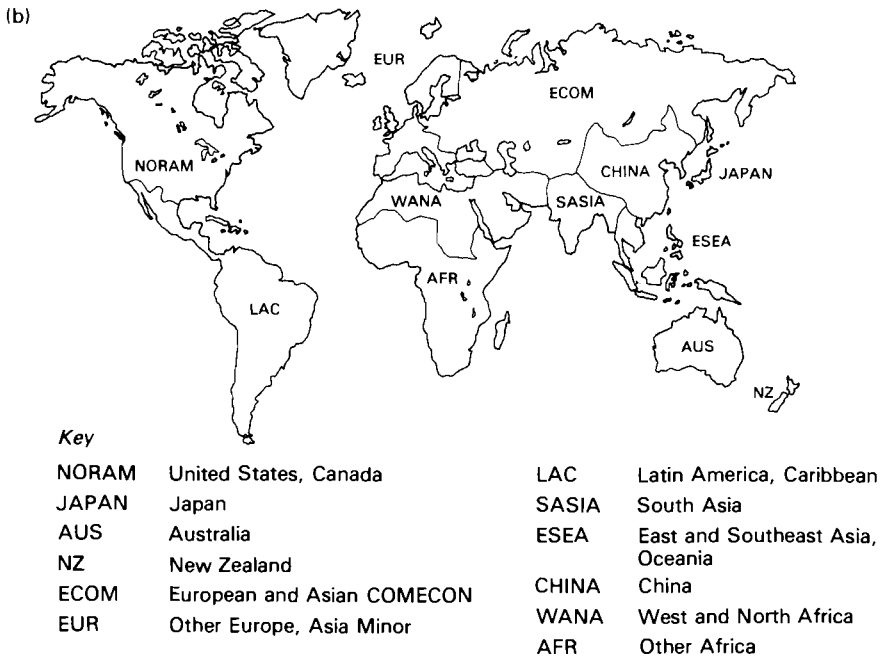 (b)
EUR
ECOM
NORAM
CHINA
JAPAN
WANA
SASIA
ESEA
AFR
LAC
AUS
NZ
Key
NORAM United States, Canada
JAPAN Japan
AUS Australia
NZ New Zealand
ECOM European and Asian COMECON
EUR Other Europe, Asia Minor
LAC Latin America, Caribbean
SASIA South Asia
ESEA East and Southeast Asia,
Oceania
CHINA China
WANA West and North Africa
AFR Other Africa